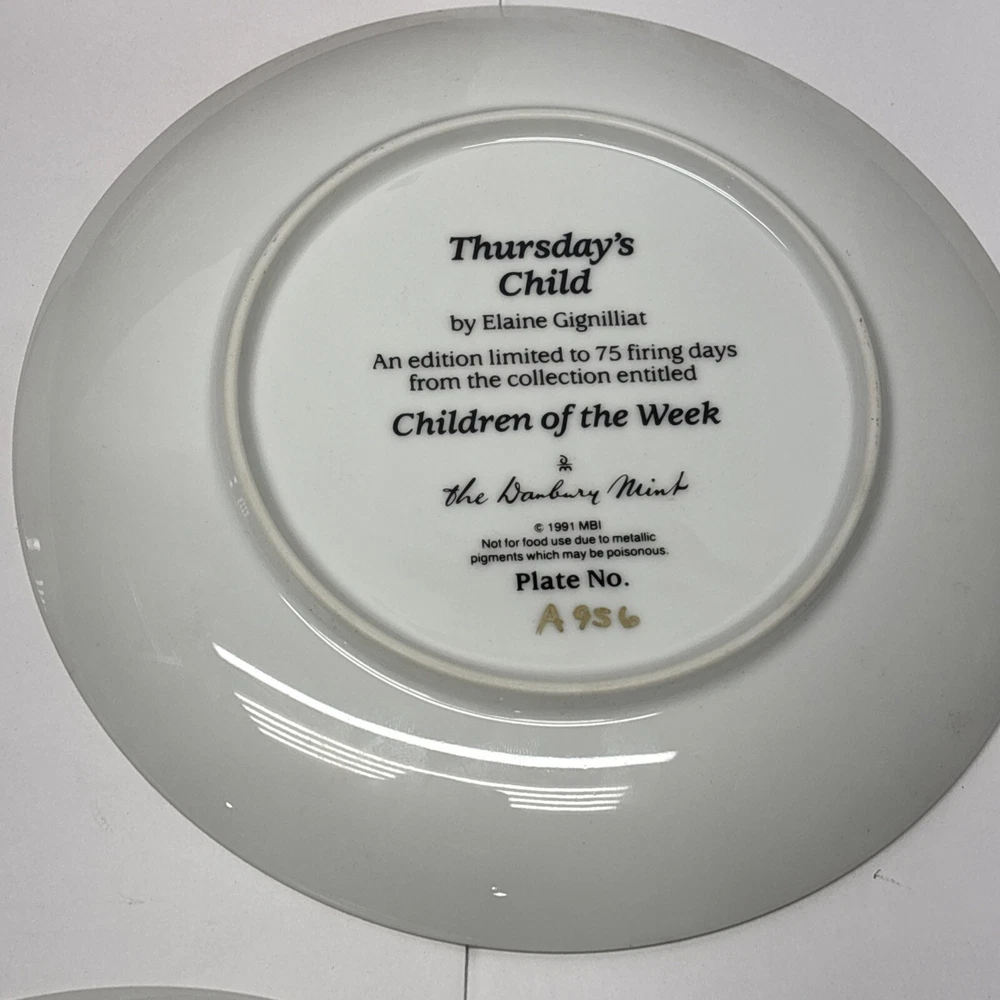 Thursday's
Child
by Elaine Gignilliat
An edition limited to 75 firing days
from the collection entitled
Children of the Week
the Danbury Mint
© 1991 MBI
Not for food use due to metallic
pigments which may be poisonous.
Plate No.
A956